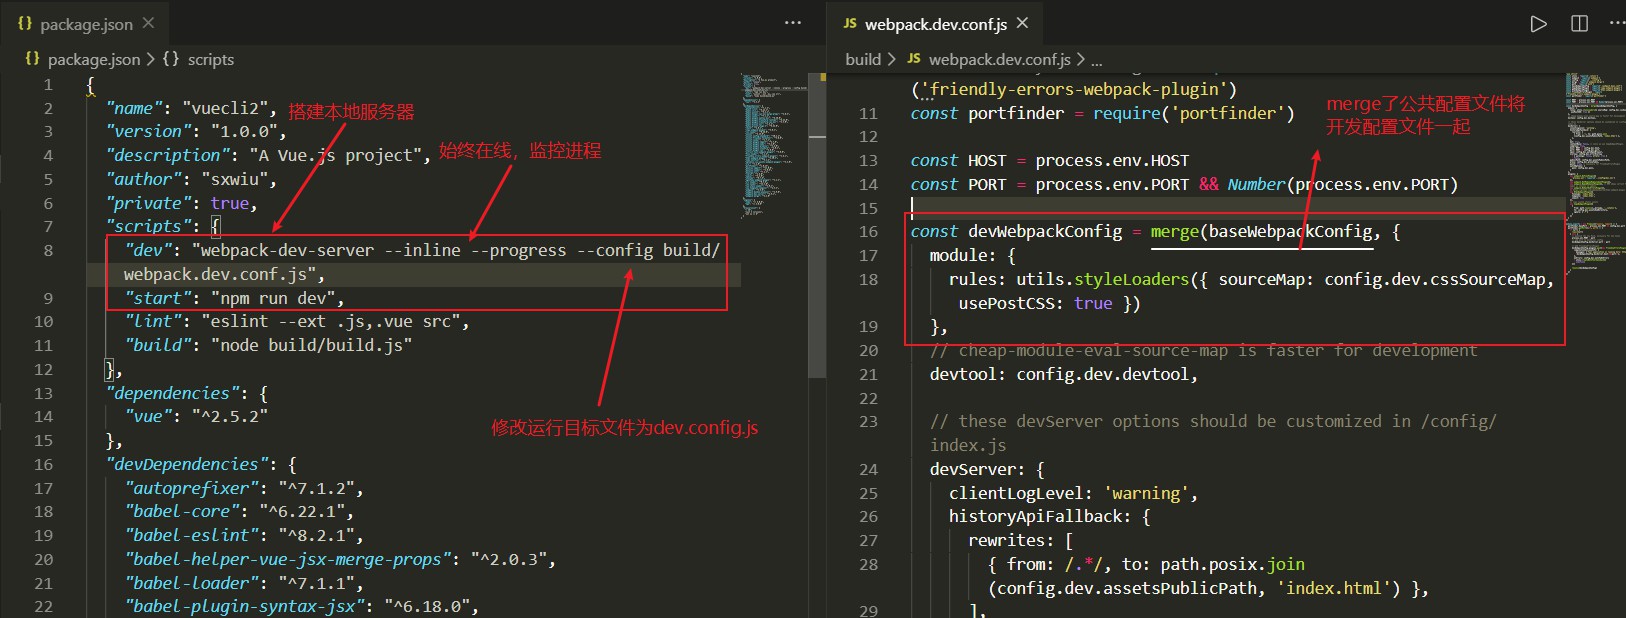 package.json
package.json > {} scripts
1 {
2 "name": "vuecli2",
搭建本地服务器
3 "version": "1.0.0",
4 "description": "A Vue.js project",
始终在线，监控进程
5 "author": "sxwiu",
6 "private": true,
7 "scripts": {
8 "dev": "webpack-dev-server --inline --progress --config build/
webpack.dev.conf.js",
9 "start": "npm run dev",
10 "lint": "eslint --ext .js,.vue src",
11 "build": "node build/build.js"
12 },
13 "dependencies": {
14 "vue": "^2.5.2"
修改运行目标文件为dev.config.js
15 },
16 "devDependencies": {
17 "autoprefixer": "^7.1.2",
18 "babel-core": "^6.22.1",
19 "babel-eslint": "^8.2.1",
20 "babel-helper-vue-jsx-merge-props": "^2.0.3",
21 "babel-loader": "^7.1.1",
22 "babel-plugin-syntax-jsx": "^6.18.0",
JS webpack.dev.conf.js
build > JS webpack.dev.conf.js > ...
('friendly-errors-webpack-plugin')
merge了公共配置文件将
开发配置文件一起
11 const portfinder = require('portfinder')
12
13 const HOST = process.env.HOST
14 const PORT = process.env.PORT && Number(process.env.PORT)
15
16 const devWebpackConfig = merge(baseWebpackConfig, {
17 module: {
18 rules: utils.styleLoaders({ sourceMap: config.dev.cssSourceMap,
usePostCSS: true })
19 },
20 // cheap-module-eval-source-map is faster for development
21 devtool: config.dev.devtool,
22
23 // these devServer options should be customized in /config/
index.js
24 devServer: {
25 clientLogLevel: 'warning',
26 historyApiFallback: {
27 rewrites: [
28 { from: /.*/, to: path.posix.join
(config.dev.assetsPublicPath, 'index.html') },
29 ],